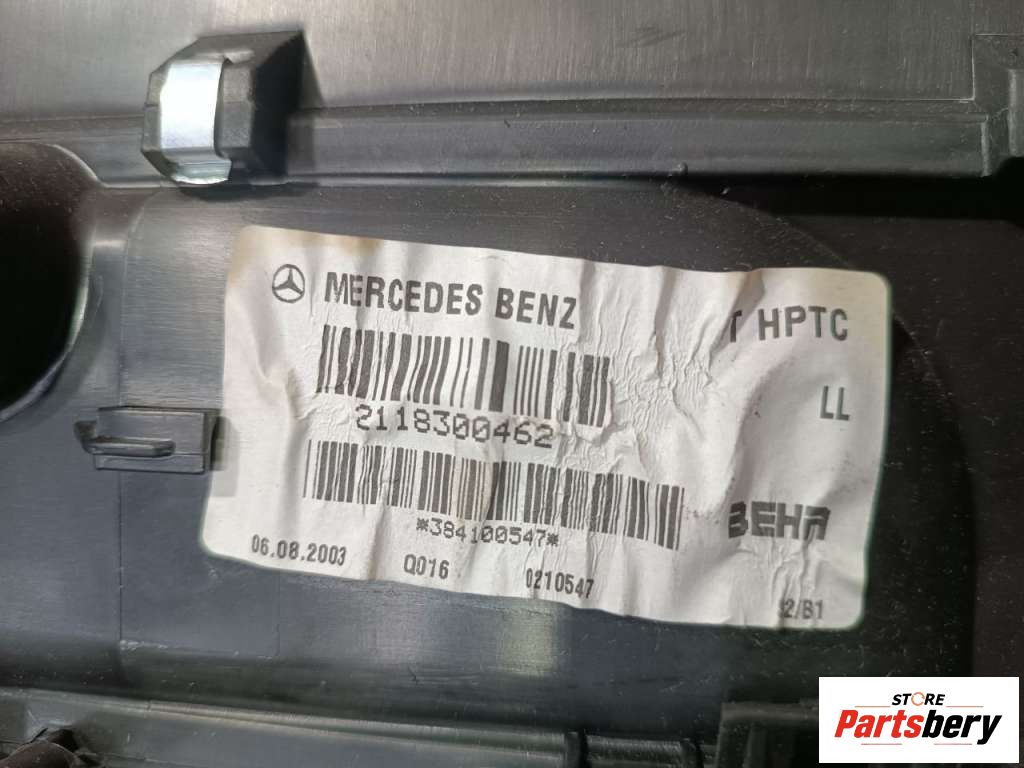 MERCEDES BENZ
T HPTC
LL
2118300462
*384100547*
BEHR
06.08.2003 Q016 0210547
2/B1
STORE
Partsbery